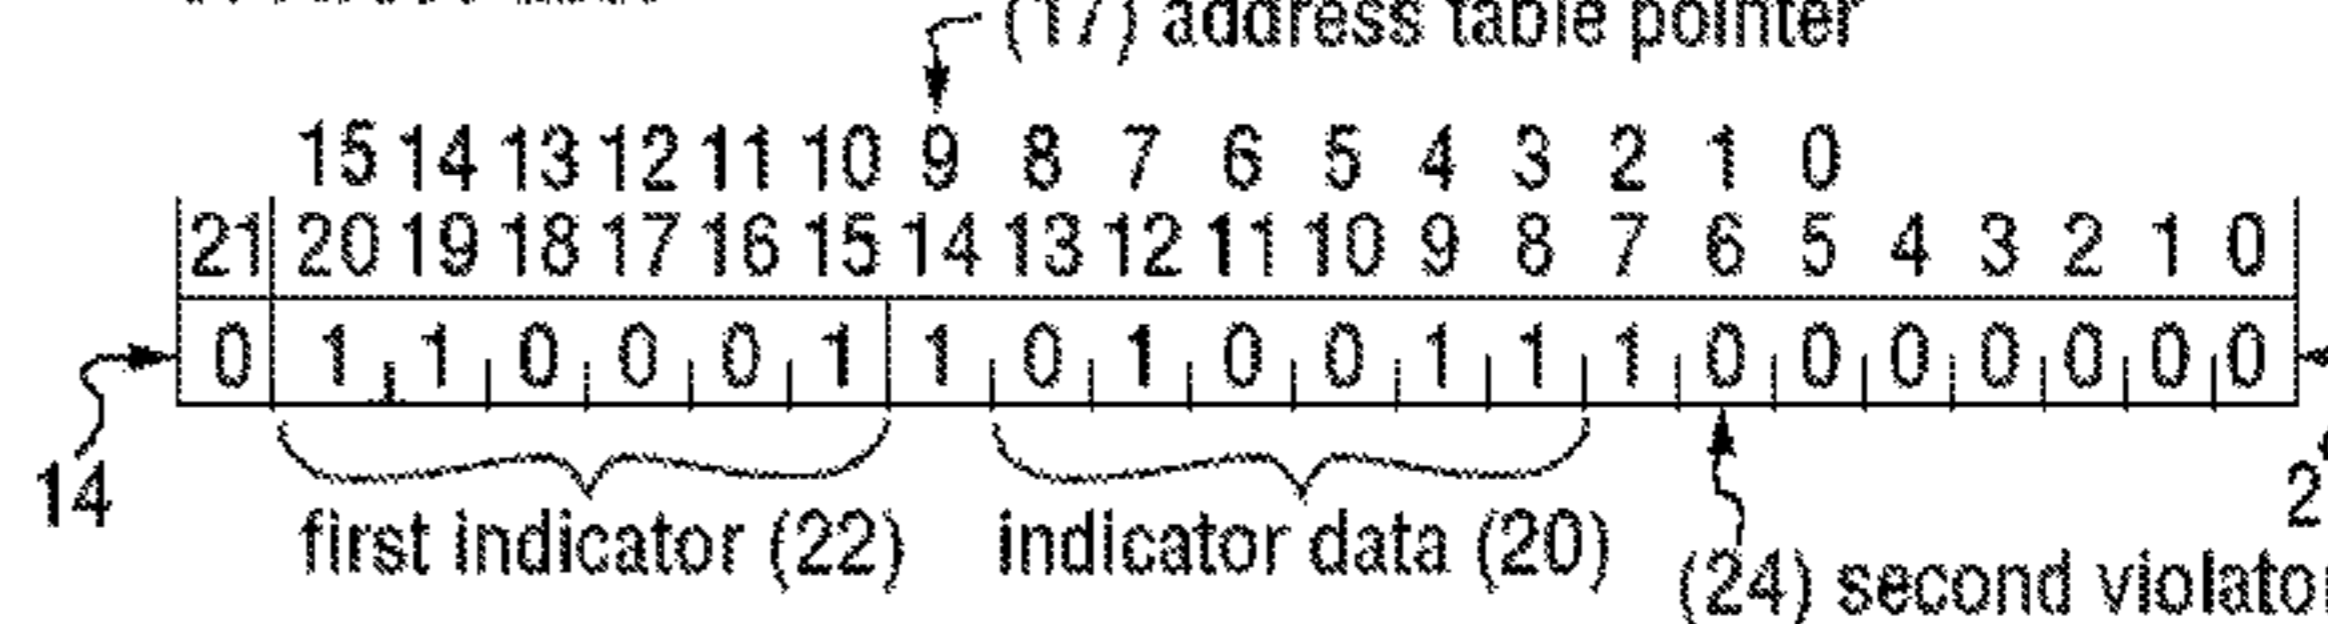 (17) address table pointer
15 14 13 12 11 10 9 8 7 6 5 4 3 2 1 0
21 20 19 18 17 16 15 14 13 12 11 10 9 8 7 6 5 4 3 2 1 0
0 1 1 0 0 0 1 1 0 1 0 0 1 1 1 0 0 0 0 0 0 0
14
first indicator (22) indicator data (20)
(24) second